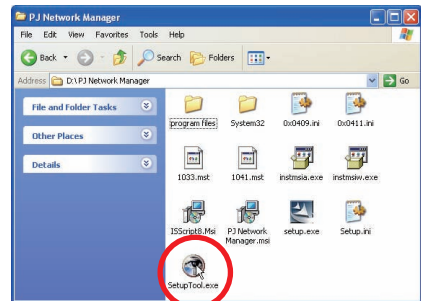 PJ Network Manager
File Edit View Favorites Tools Help
Back Search Folders
Address D:\PJ Network Manager Go
File and Folder Tasks
Other Places
Details
program files System32 0x0409.ini 0x0411.ini
1033.mst 1041.mst instmsia.exe instmsiw.exe
ISScript8.Msi PJ Network Manager.msi setup.exe Setup.ini
SetupTool.exe